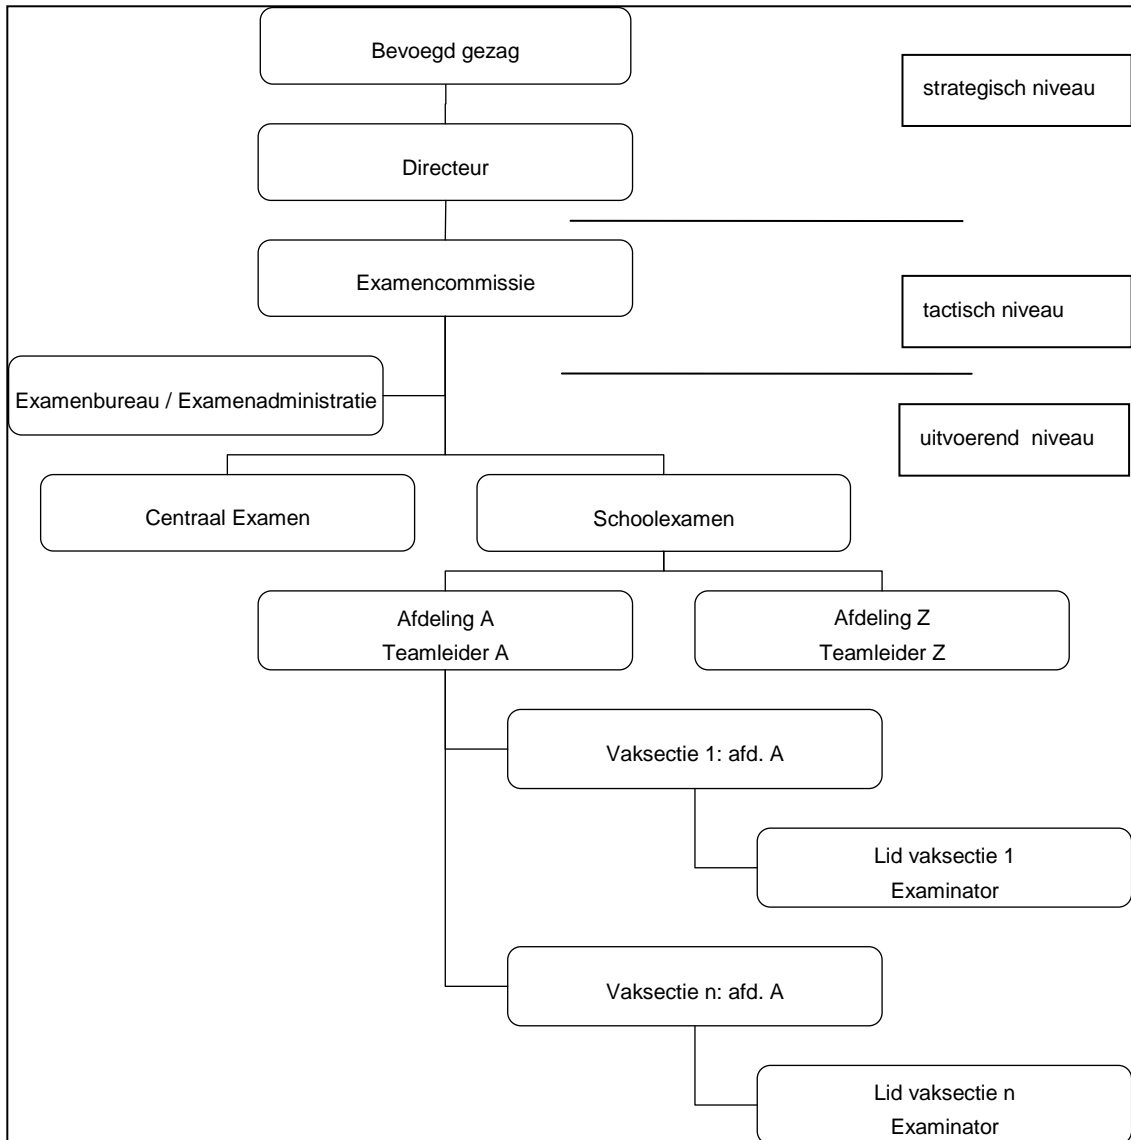 Bevoegd gezag
strategisch niveau
Directeur
Examencommissie
tactisch niveau
Examenbureau / Examenadministratie
uitvoerend niveau
Centraal Examen
Schoolexamen
Afdeling A
Teamleider A
Afdeling Z
Teamleider Z
Vaksectie 1: afd. A
Lid vaksectie 1
Examinator
Vaksectie n: afd. A
Lid vaksectie n
Examinator